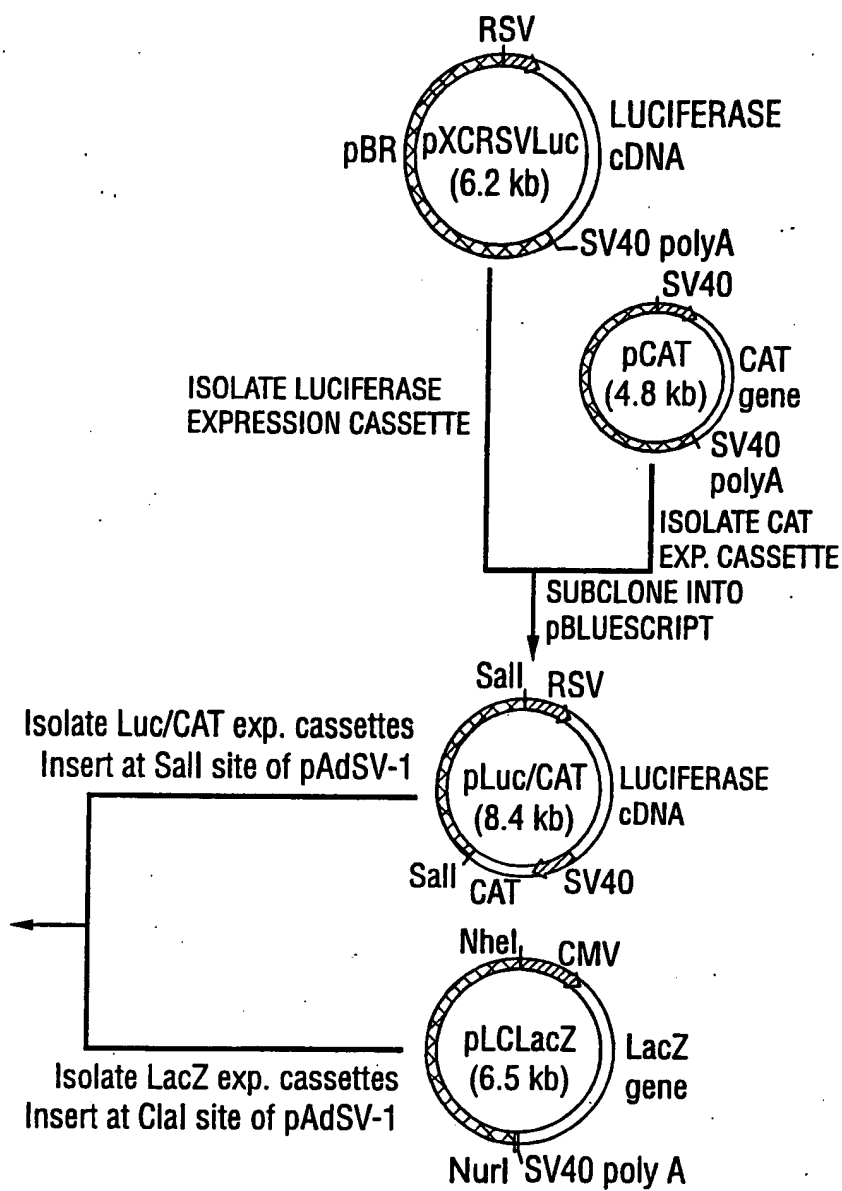 RSV
pBR
pXCRSVLuc
(6.2 kb)
LUCIFERASE
cDNA
SV40 polyA
SV40
pCAT
(4.8 kb)
CAT
gene
SV40
polyA
ISOLATE LUCIFERASE
EXPRESSION CASSETTE
ISOLATE CAT
EXP. CASSETTE
SUBCLONE INTO
pBLUESCRIPT
SalI
RSV
Isolate Luc/CAT exp. cassettes
Insert at SalI site of pAdSV-1
pLuc/CAT
(8.4 kb)
LUCIFERASE
cDNA
SalI
CAT
SV40
NheI
CMV
pLCLacZ
(6.5 kb)
LacZ
gene
Isolate LacZ exp. cassettes
Insert at ClaI site of pAdSV-1
NurI
SV40 poly A